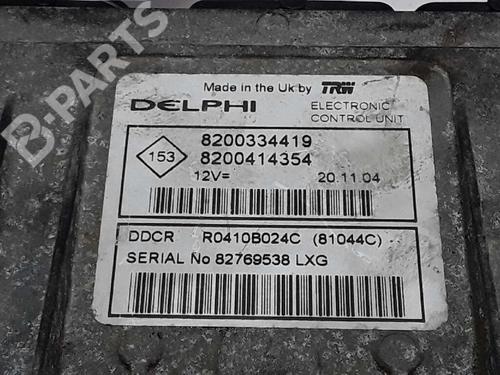 B-PARTS
Made in the Uk by TRW
DELPHI ELECTRONIC
CONTROL UNIT
8200334419
153 8200414354
12V= 20.11.04
DDCR R0410B024C (81044C)
SERIAL No 82769538 LXG